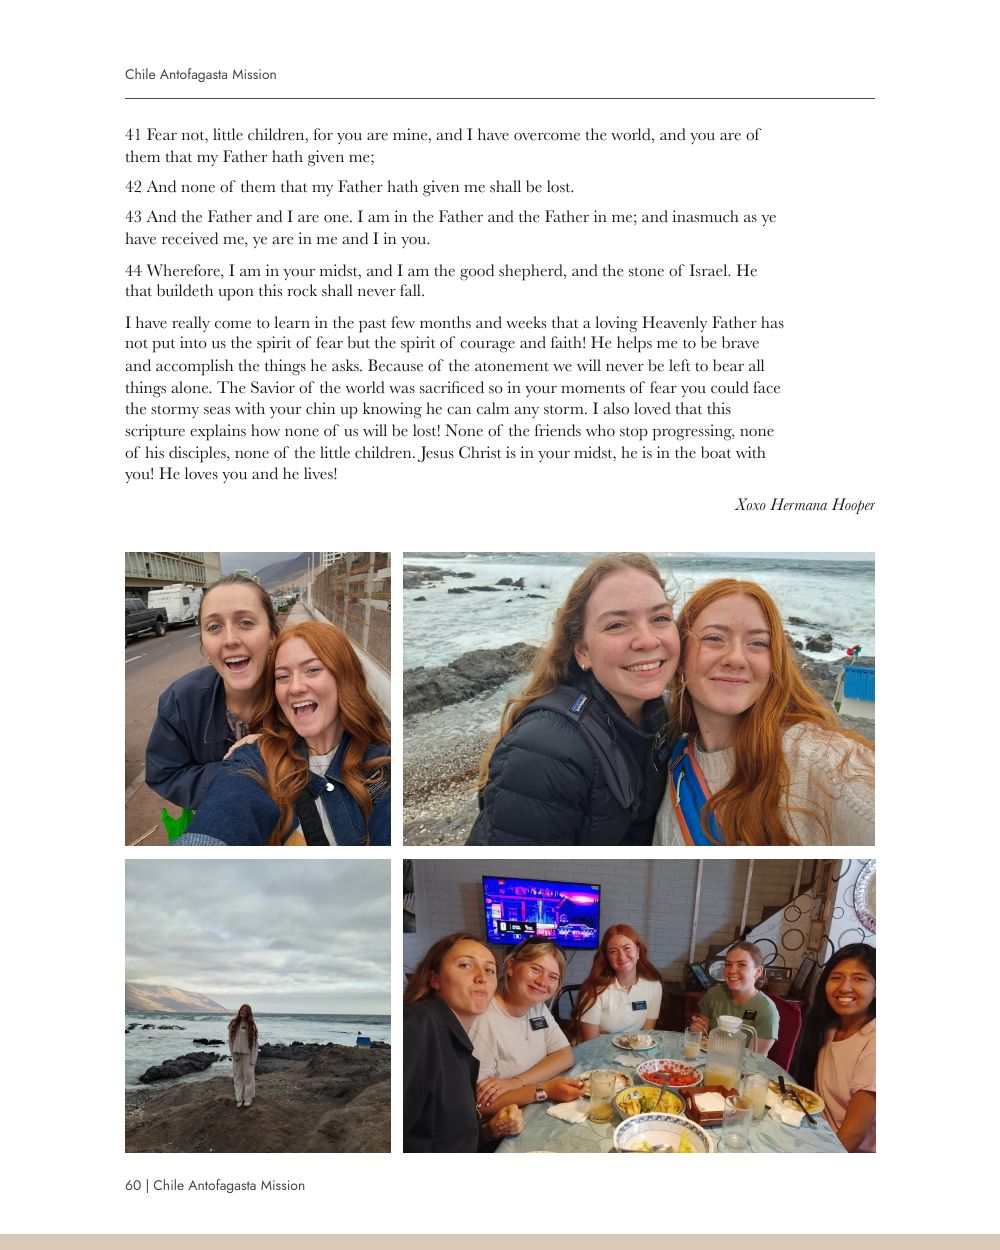 Chile Antofagasta Mission
41 Fear not, little children, for you are mine, and I have overcome the world, and you are of
them that my Father hath given me;
42 And none of them that my Father hath given me shall be lost.
43 And the Father and I are one. I am in the Father and the Father in me; and inasmuch as ye
have received me, ye are in me and I in you.
44 Wherefore, I am in your midst, and I am the good shepherd, and the stone of Israel. He
that buildeth upon this rock shall never fall.
I have really come to learn in the past few months and weeks that a loving Heavenly Father has
not put into us the spirit of fear but the spirit of courage and faith! He helps me to be brave
and accomplish the things he asks. Because of the atonement we will never be left to bear all
things alone. The Savior of the world was sacrificed so in your moments of fear you could face
the stormy seas with your chin up knowing he can calm any storm. I also loved that this
scripture explains how none of us will be lost! None of the friends who stop progressing, none
of his disciples, none of the little children. Jesus Christ is in your midst, he is in the boat with
you! He loves you and he lives!
Xoxo Hermana Hooper
60 | Chile Antofagasta Mission